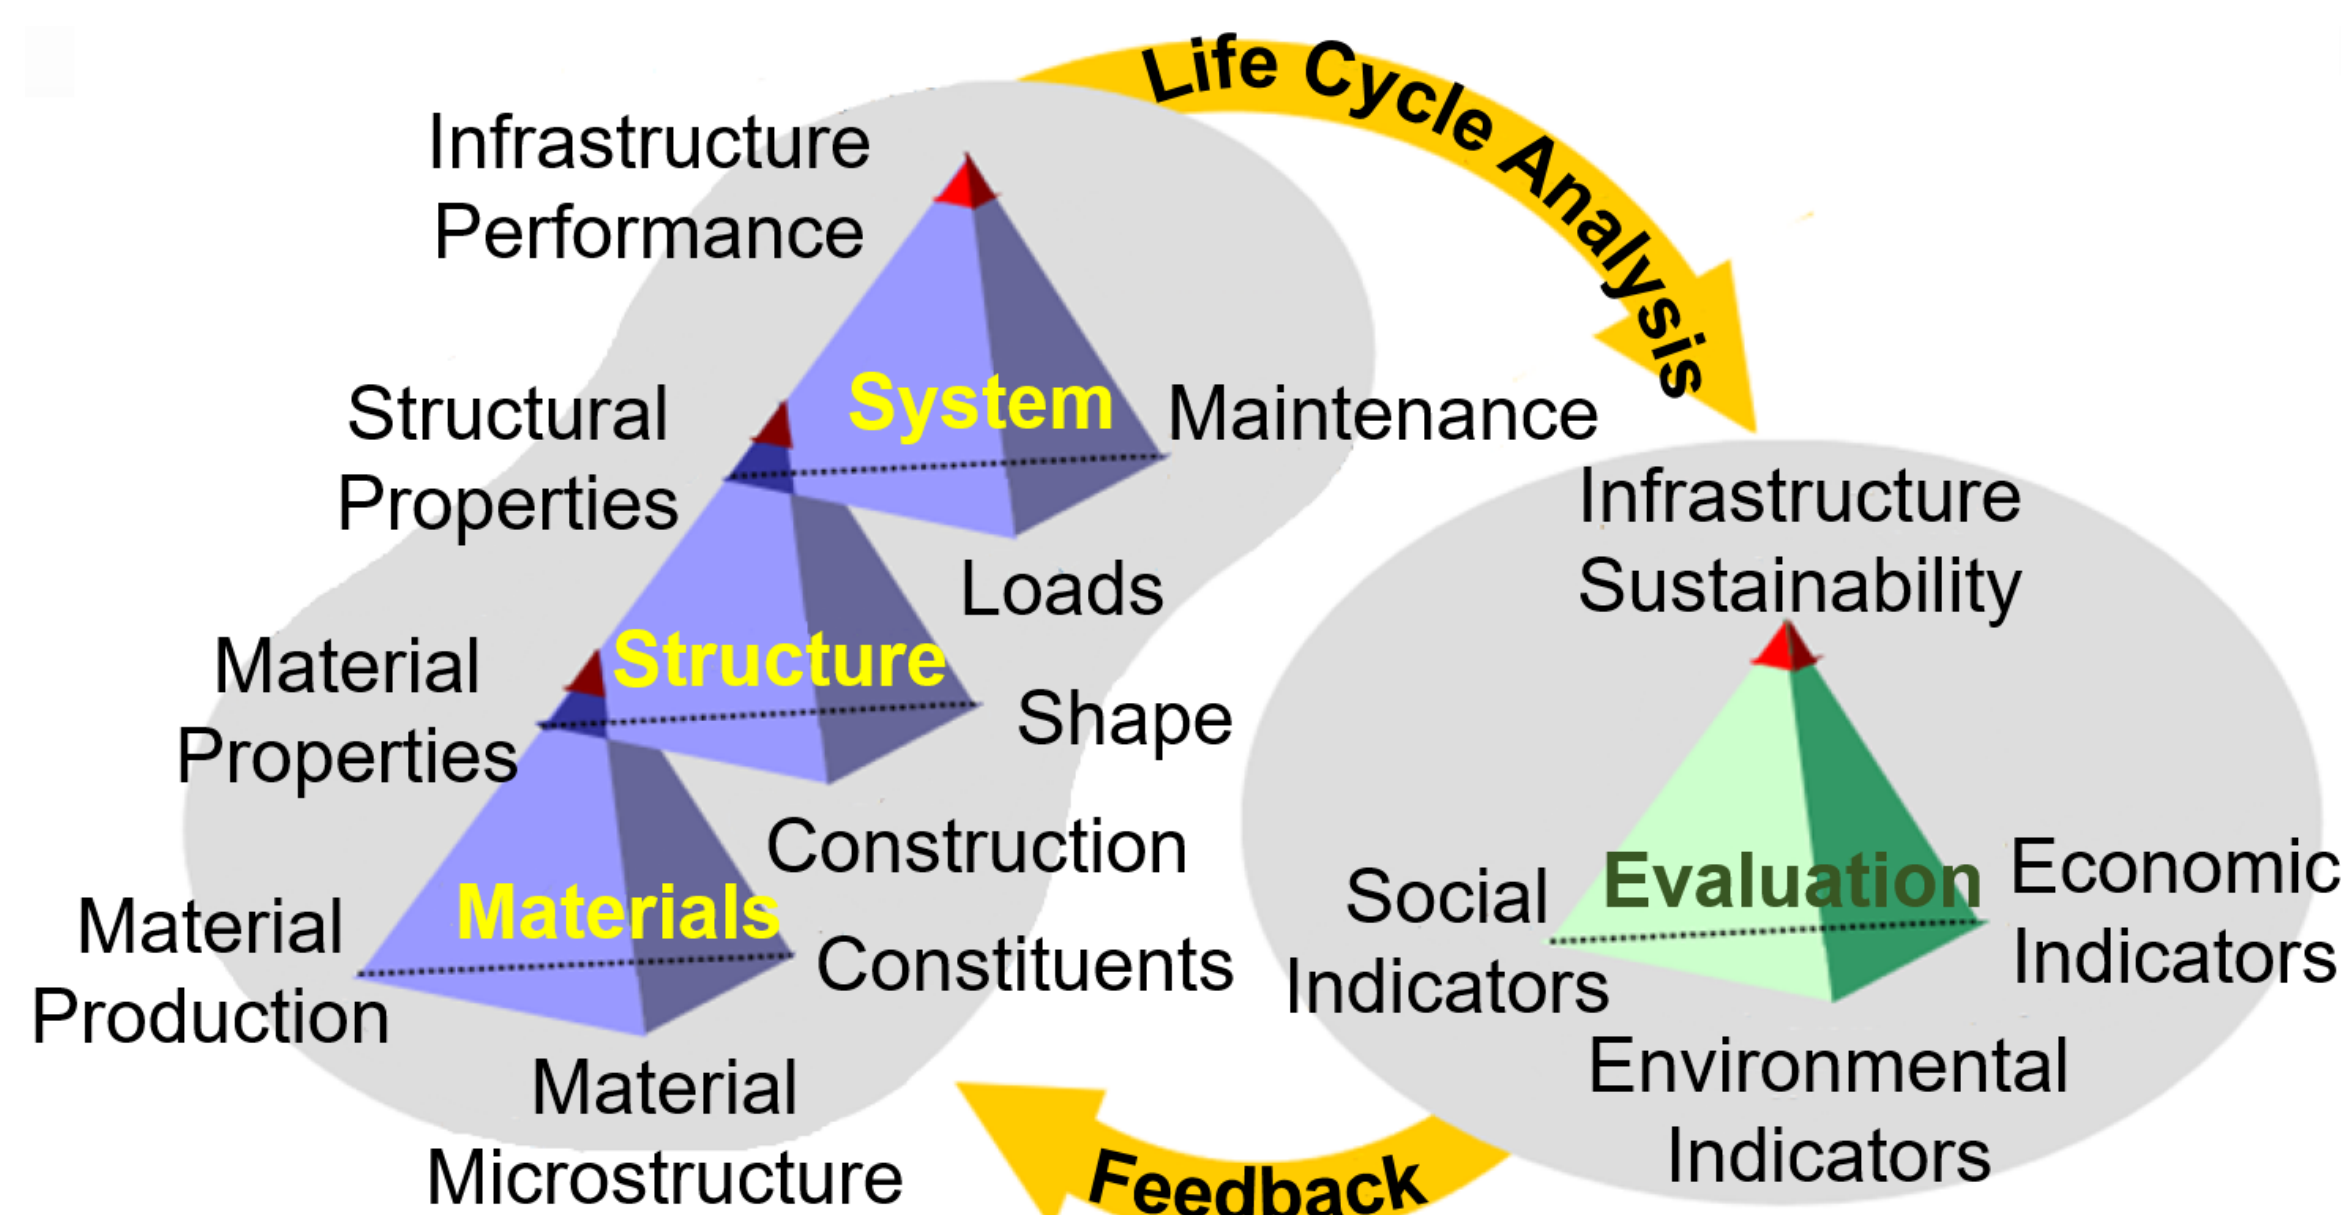 Life Cycle Analysis
Infrastructure
Performance
System
Structural
Properties
Maintenance
Loads
Structure
Material
Properties
Shape
Construction
Materials
Material
Production
Constituents
Material
Microstructure
Infrastructure
Sustainability
Evaluation
Social
Indicators
Economic
Indicators
Environmental
Indicators
Feedback